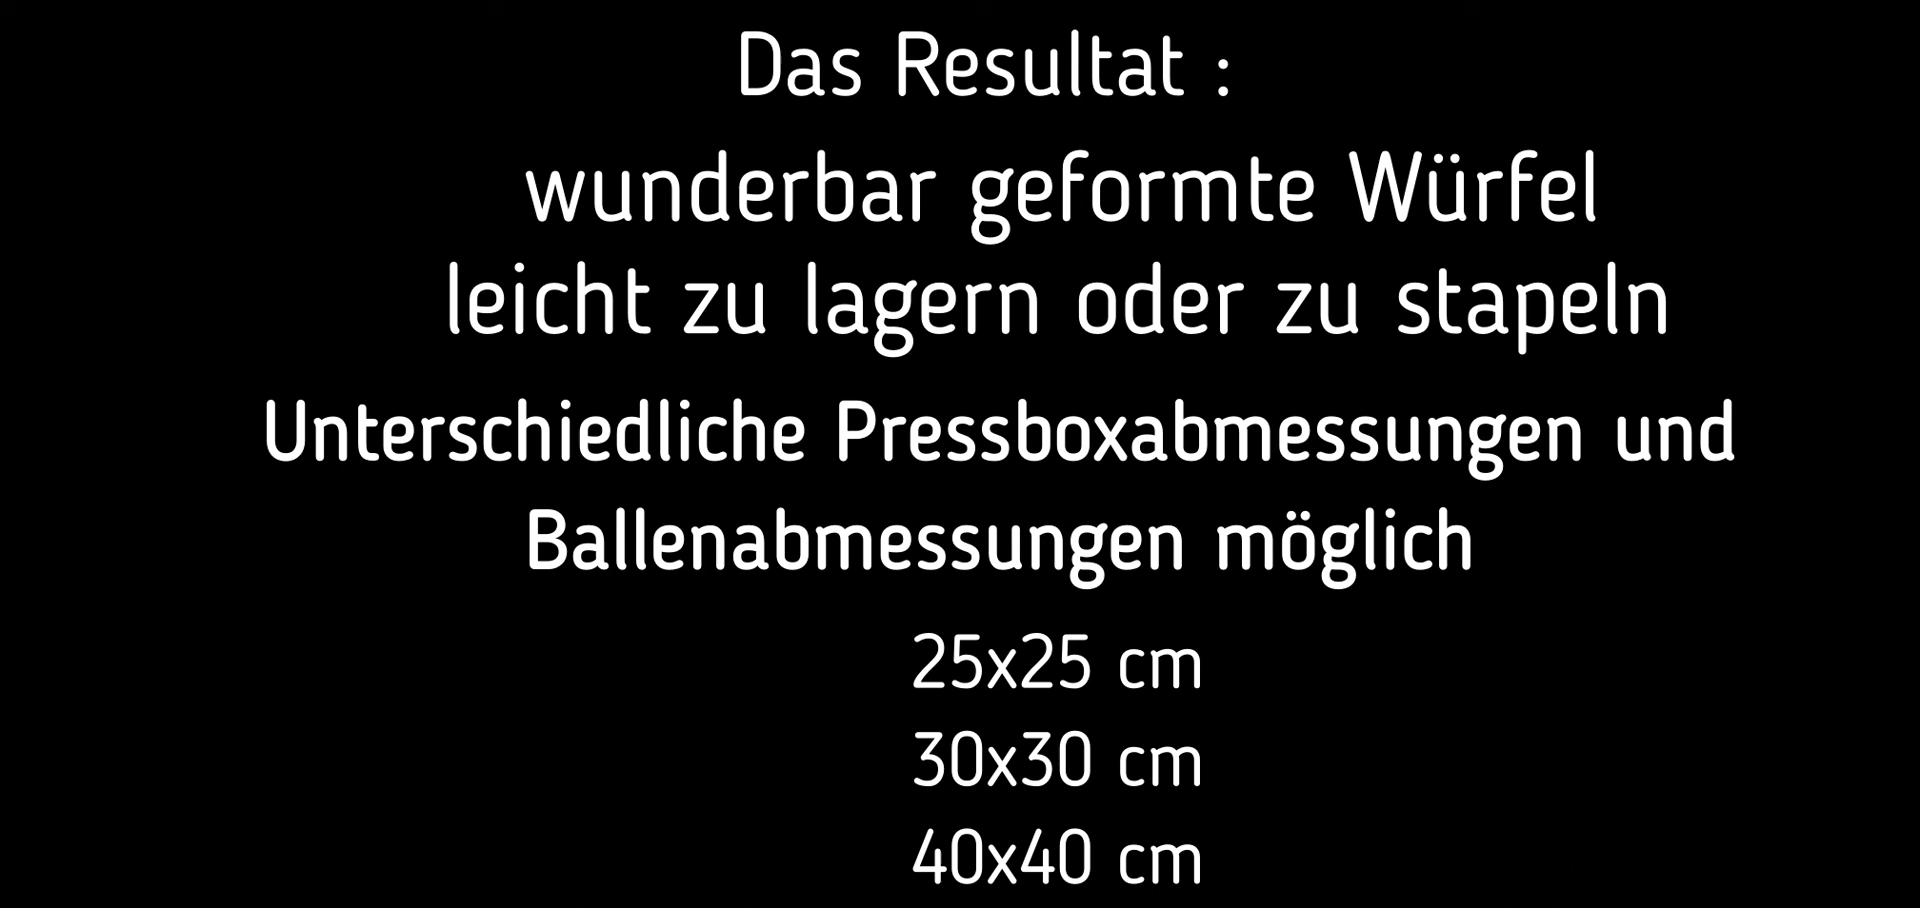 Das Resultat :
wunderbar geformte Würfel
leicht zu lagern oder zu stapeln
Unterschiedliche Pressboxabmessungen und
Ballenabmessungen möglich
25x25 cm
30x30 cm
40x40 cm